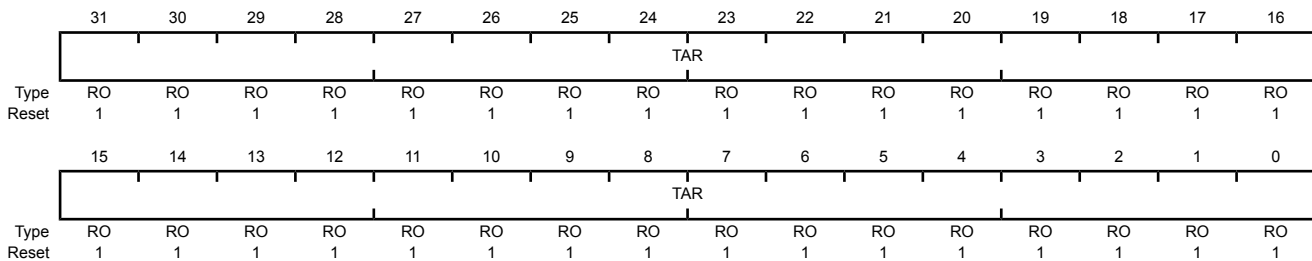 31 30 29 28 27 26 25 24 23 22 21 20 19 18 17 16
TAR
Type RO RO RO RO RO RO RO RO RO RO RO RO RO RO RO RO
Reset 1 1 1 1 1 1 1 1 1 1 1 1 1 1 1 1
15 14 13 12 11 10 9 8 7 6 5 4 3 2 1 0
TAR
Type RO RO RO RO RO RO RO RO RO RO RO RO RO RO RO RO
Reset 1 1 1 1 1 1 1 1 1 1 1 1 1 1 1 1